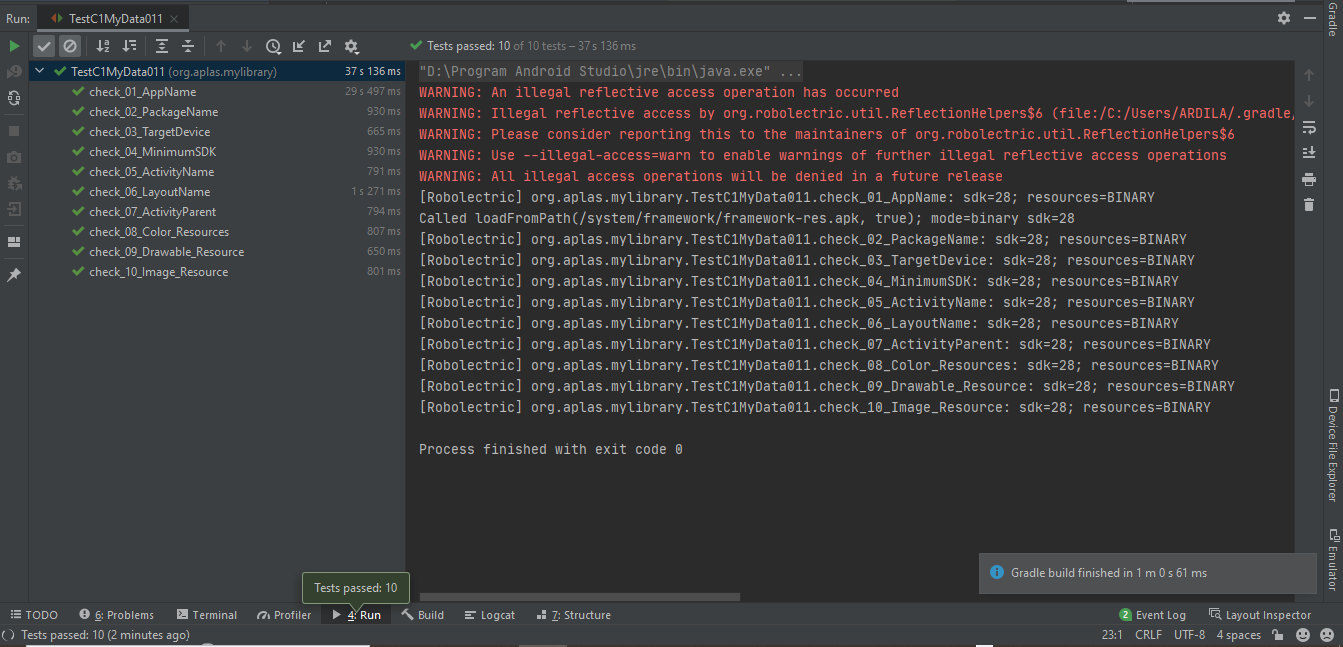 Run: TestC1MyData011
Tests passed: 10 of 10 tests – 37 s 136 ms
TestC1MyData011 (org.aplas.mylibrary) 37 s 136 ms
check_01_AppName 29 s 497 ms
check_02_PackageName 930 ms
check_03_TargetDevice 665 ms
check_04_MinimumSDK 930 ms
check_05_ActivityName 791 ms
check_06_LayoutName 1 s 271 ms
check_07_ActivityParent 794 ms
check_08_Color_Resources 807 ms
check_09_Drawable_Resource 650 ms
check_10_Image_Resource 801 ms
"D:\Program Android Studio\jre\bin\java.exe" ...
WARNING: An illegal reflective access operation has occurred
WARNING: Illegal reflective access by org.robolectric.util.ReflectionHelpers$6 (file:/C:/Users/ARDILA/.gradle/
WARNING: Please consider reporting this to the maintainers of org.robolectric.util.ReflectionHelpers$6
WARNING: Use --illegal-access=warn to enable warnings of further illegal reflective access operations
WARNING: All illegal access operations will be denied in a future release
[Robolectric] org.aplas.mylibrary.TestC1MyData011.check_01_AppName: sdk=28; resources=BINARY
Called loadFromPath(/system/framework/framework-res.apk, true); mode=binary sdk=28
[Robolectric] org.aplas.mylibrary.TestC1MyData011.check_02_PackageName: sdk=28; resources=BINARY
[Robolectric] org.aplas.mylibrary.TestC1MyData011.check_03_TargetDevice: sdk=28; resources=BINARY
[Robolectric] org.aplas.mylibrary.TestC1MyData011.check_04_MinimumSDK: sdk=28; resources=BINARY
[Robolectric] org.aplas.mylibrary.TestC1MyData011.check_05_ActivityName: sdk=28; resources=BINARY
[Robolectric] org.aplas.mylibrary.TestC1MyData011.check_06_LayoutName: sdk=28; resources=BINARY
[Robolectric] org.aplas.mylibrary.TestC1MyData011.check_07_ActivityParent: sdk=28; resources=BINARY
[Robolectric] org.aplas.mylibrary.TestC1MyData011.check_08_Color_Resources: sdk=28; resources=BINARY
[Robolectric] org.aplas.mylibrary.TestC1MyData011.check_09_Drawable_Resource: sdk=28; resources=BINARY
[Robolectric] org.aplas.mylibrary.TestC1MyData011.check_10_Image_Resource: sdk=28; resources=BINARY
Process finished with exit code 0
Gradle
Device File Explorer
Emulator
Gradle build finished in 1 m 0 s 61 ms
Tests passed: 10
TODO 6: Problems Terminal Profiler 4: Run Build Logcat 7: Structure 2 Event Log Layout Inspector
Tests passed: 10 (2 minutes ago) 23:1 CRLF UTF-8 4 spaces